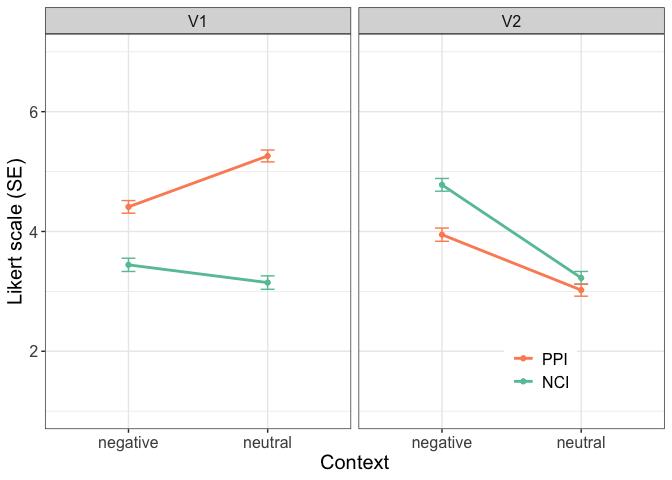 V1
V2
Likert scale (SE)
6
4
2
PPI
NCI
negative
neutral
negative
neutral
Context